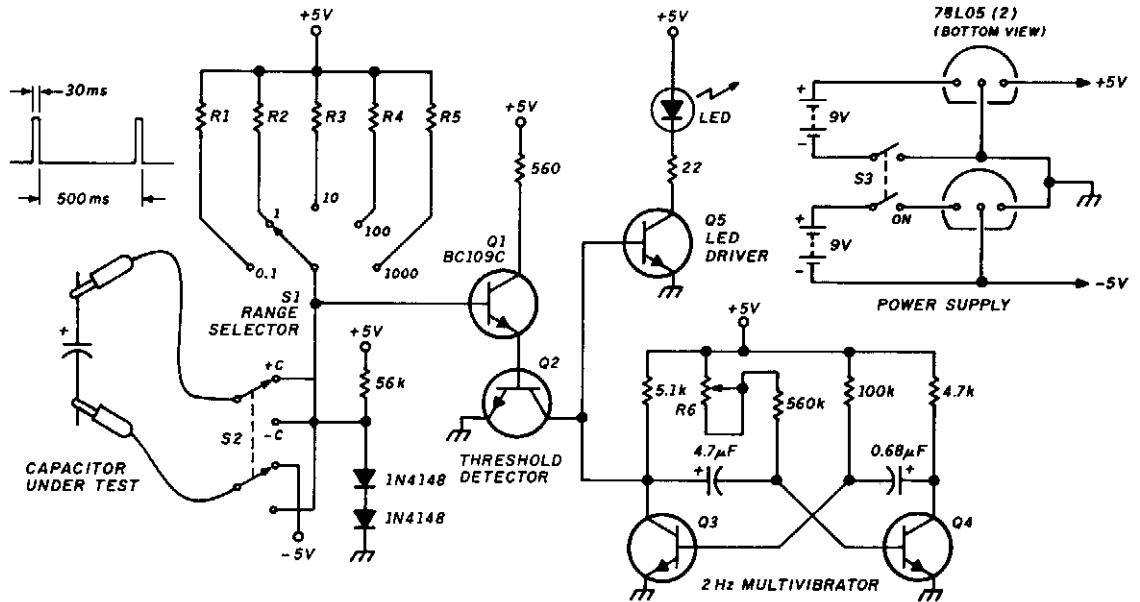 +5V
-30ms
500ms
R1
R2
R3
R4
R5
0.1
1
10
100
1000
S1
RANGE
SELECTOR
+5V
560
Q1
BC109C
Q2
THRESHOLD
DETECTOR
+5V
56k
1N4148
1N4148
+C
-C
S2
-5V
+
CAPACITOR
UNDER TEST
+5V
LED
22
Q5
LED
DRIVER
78L05 (2)
(BOTTOM VIEW)
+
9V
-
S3
ON
+
9V
-
+5V
-5V
POWER SUPPLY
+5V
5.1k
R6
560k
100k
4.7k
4.7µF
+
0.68µF
+
Q3
Q4
2Hz MULTIVIBRATOR